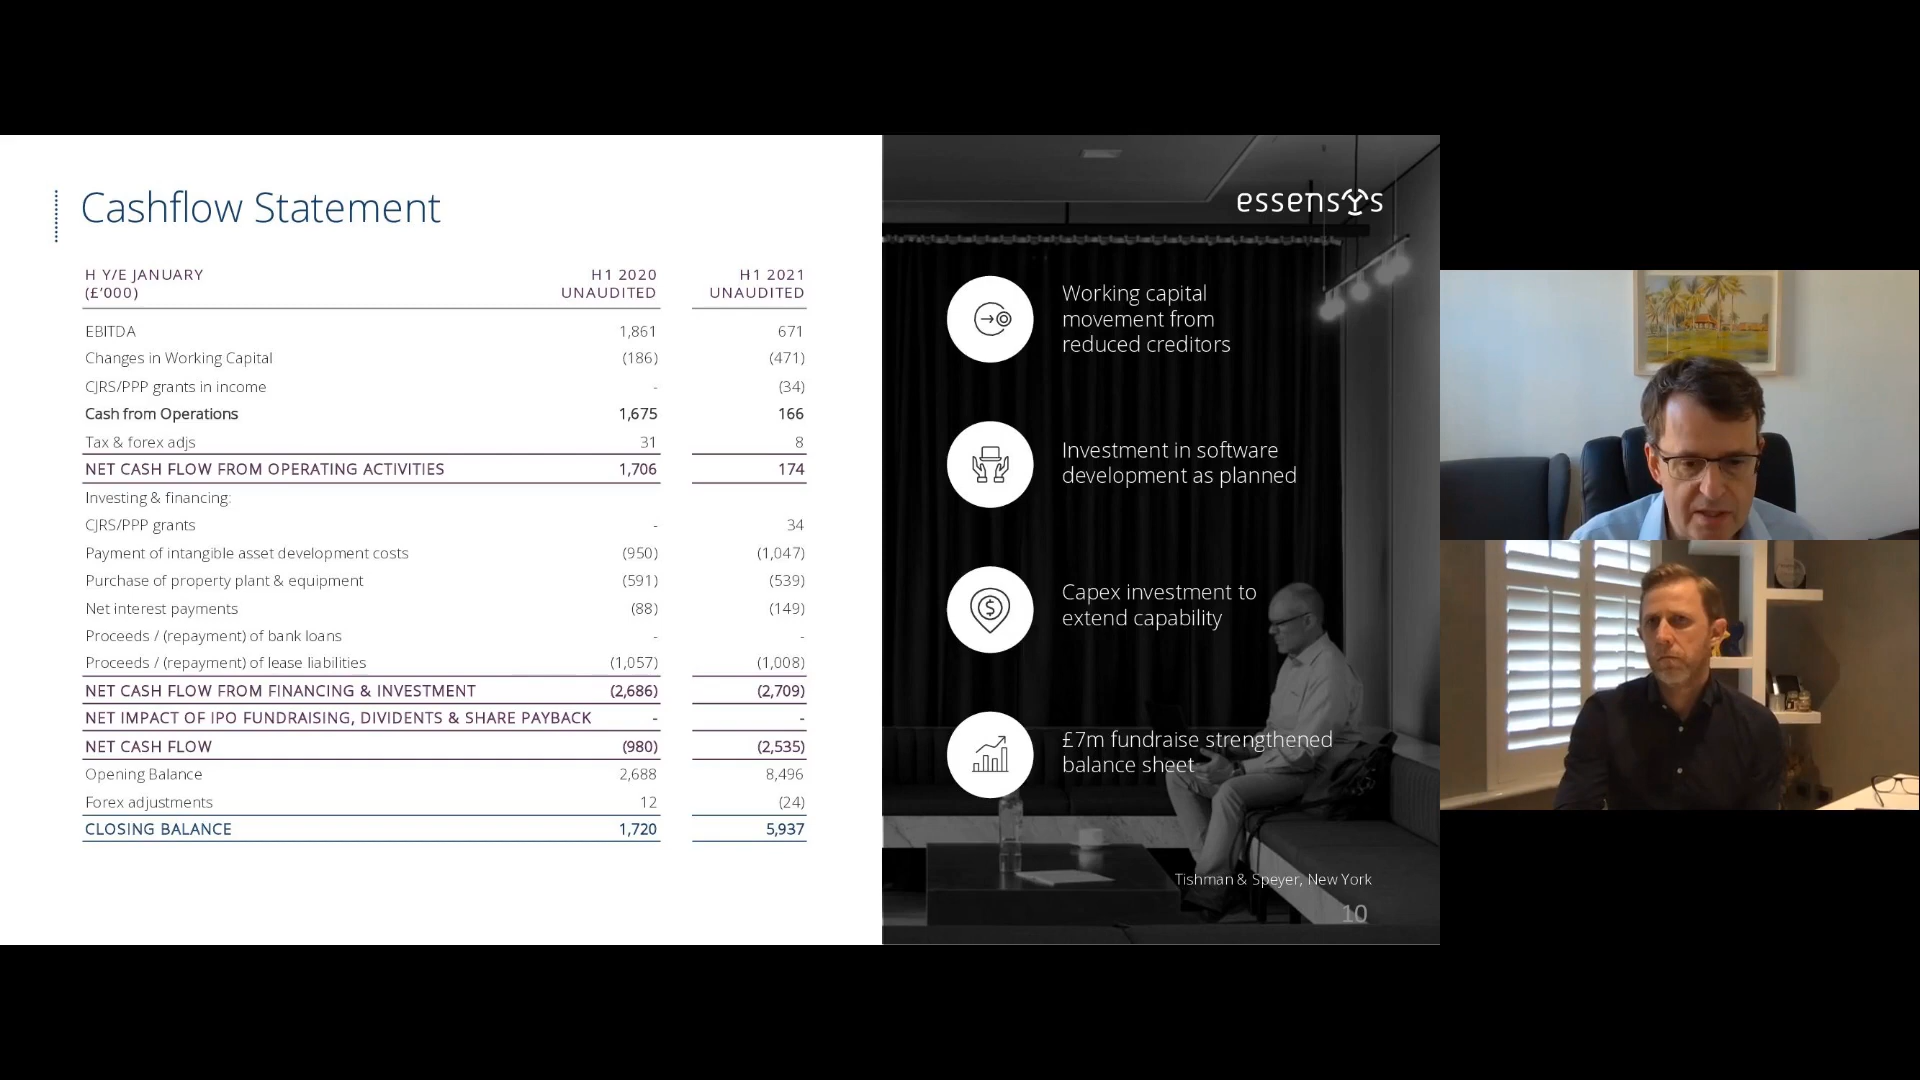 Cashflow Statement
H Y/E JANUARY (£'000) H1 2020 UNAUDITED H1 2021 UNAUDITED
EBITDA 1,861 671
Changes in Working Capital (186) (471)
CJRS/PPP grants in income - (34)
Cash from Operations 1,675 166
Tax & forex adjs 31 8
NET CASH FLOW FROM OPERATING ACTIVITIES 1,706 174
Investing & financing:
CJRS/PPP grants - 34
Payment of intangible asset development costs (950) (1,047)
Purchase of property plant & equipment (591) (539)
Net interest payments (88) (149)
Proceeds / (repayment) of bank loans - -
Proceeds / (repayment) of lease liabilities (1,057) (1,008)
NET CASH FLOW FROM FINANCING & INVESTMENT (2,686) (2,709)
NET IMPACT OF IPO FUNDRAISING, DIVIDENTS & SHARE PAYBACK - -
NET CASH FLOW (980) (2,535)
Opening Balance 2,688 8,496
Forex adjustments 12 (24)
CLOSING BALANCE 1,720 5,937
essensys
Working capital
movement from
reduced creditors
Investment in software
development as planned
Capex investment to
extend capability
£7m fundraise strengthened
balance sheet
Tishman & Speyer, New York
10